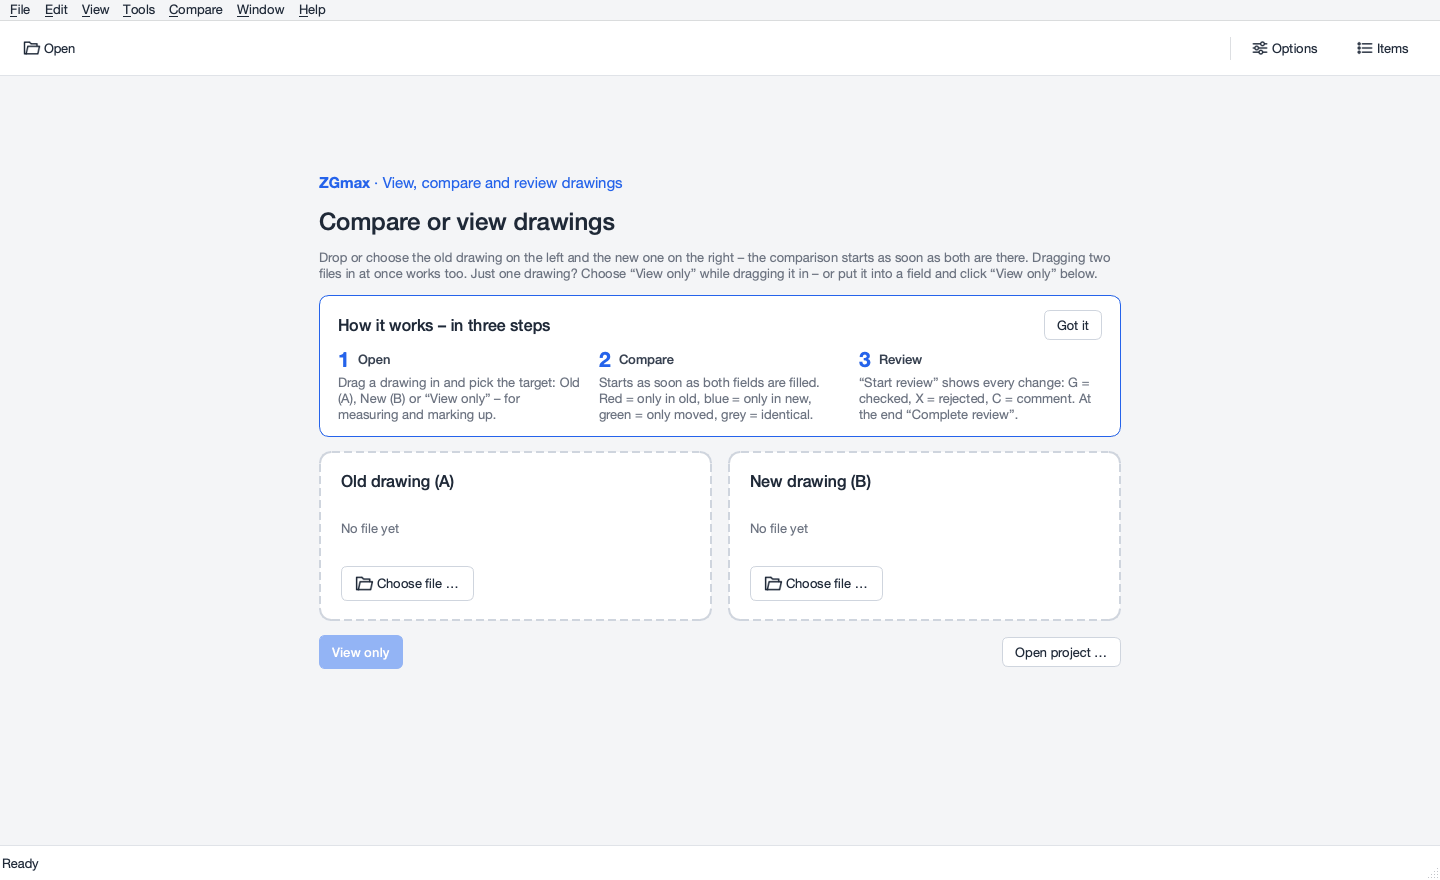 File Edit View Tools Compare Window Help
Open Options Items
ZGmax · View, compare and review drawings
Compare or view drawings
Drop or choose the old drawing on the left and the new one on the right – the comparison starts as soon as both are there. Dragging two
files in at once works too. Just one drawing? Choose “View only” while dragging it in – or put it into a field and click “View only” below.
How it works – in three steps
Got it
1 Open
Drag a drawing in and pick the target: Old
(A), New (B) or “View only” – for
measuring and marking up.
2 Compare
Starts as soon as both fields are filled.
Red = only in old, blue = only in new,
green = only moved, grey = identical.
3 Review
“Start review” shows every change: G =
checked, X = rejected, C = comment. At
the end “Complete review”.
Old drawing (A)
No file yet
Choose file ...
New drawing (B)
No file yet
Choose file ...
View only
Open project ...
Ready